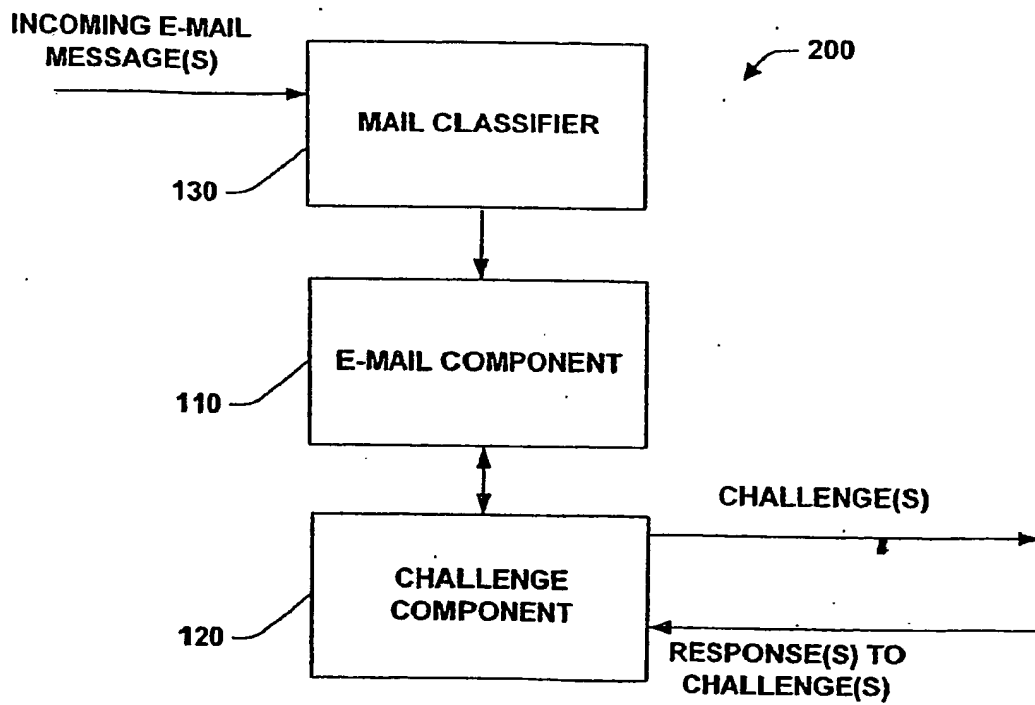 INCOMING E-MAIL
MESSAGE(S)
200
MAIL CLASSIFIER
130
E-MAIL COMPONENT
110
CHALLENGE(S)
CHALLENGE
COMPONENT
120
RESPONSE(S) TO
CHALLENGE(S)